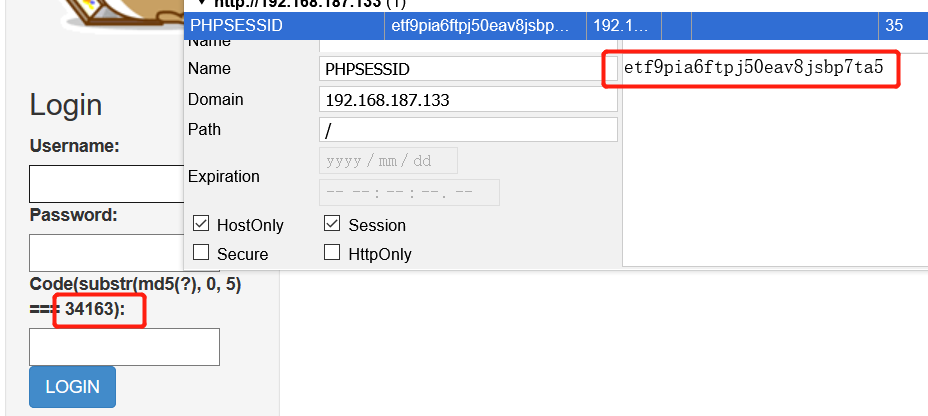 http://192.168.187.133 (1)
PHPSESSID etf9pia6ftpj50eav8jsbp... 192.1... 35
Name
Name PHPSESSID
etf9pia6ftpj50eav8jsbp7ta5
Domain 192.168.187.133
Path /
Expiration yyyy / mm / dd
-- -- : -- : --. --
HostOnly Session
Secure HttpOnly
Login
Username:
Password:
Code(substr(md5(?), 0, 5)
=== 34163):
LOGIN